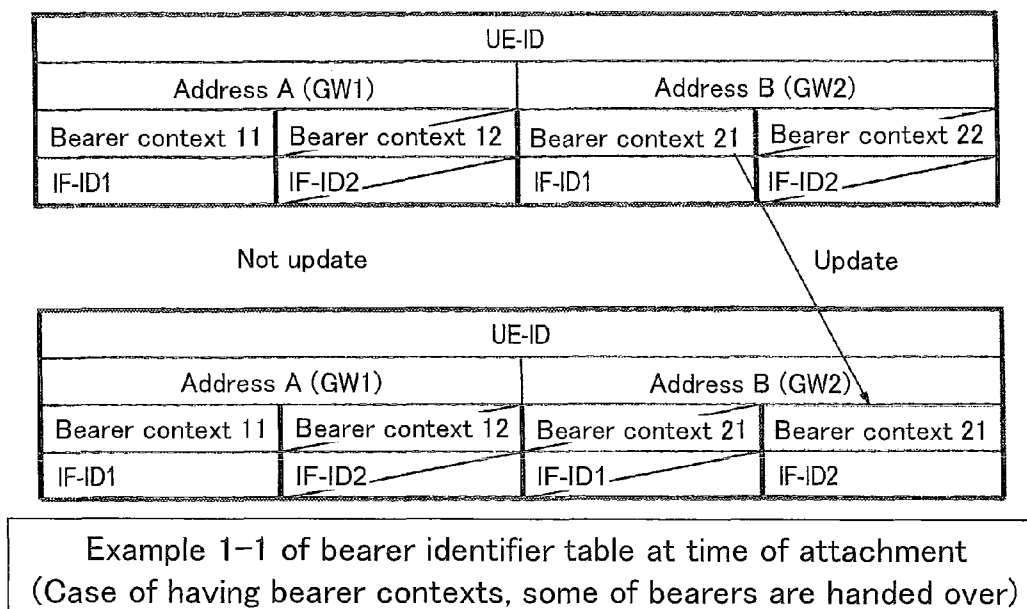 UE-ID
Address A (GW1) Address B (GW2)
Bearer context 11 Bearer context 12 Bearer context 21 Bearer context 22
IF-ID1 IF-ID2 IF-ID1 IF-ID2
Not update Update
UE-ID
Address A (GW1) Address B (GW2)
Bearer context 11 Bearer context 12 Bearer context 21 Bearer context 21
IF-ID1 IF-ID2 IF-ID1 IF-ID2
Example 1-1 of bearer identifier table at time of attachment
(Case of having bearer contexts, some of bearers are handed over)